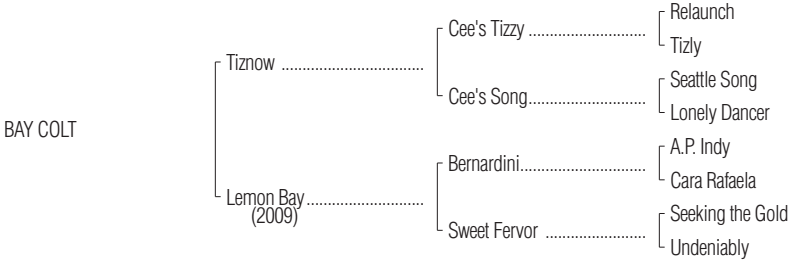 Relaunch
Cee's Tizzy ............................
Tizly
Tiznow ..................................
Seattle Song
Cee's Song............................
Lonely Dancer
BAY COLT
A.P. Indy
Bernardini..............................
Cara Rafaela
Lemon Bay............................
(2009)
Seeking the Gold
Sweet Fervor ........................
Undeniably